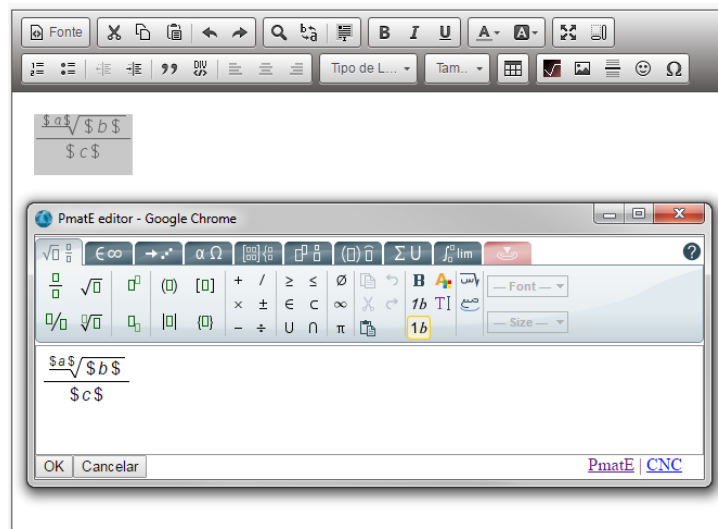 Fonte B I U A A
DIV Tipo de L... Tam.. Ω
$a$√$b$
$c$
PmatE editor - Google Chrome
√ ∈∞ → αΩ (□) ΣU ∫lim ?
√□ (□) [□] + / ≥ ≤ Ø B A
× ± ∈ ⊂ ∞ 1b T — Font —
√□ |□| {□} − ÷ ∪ ∩ π 1b — Size —
$a$√$b$
$c$
OK Cancelar PmatE | CNC